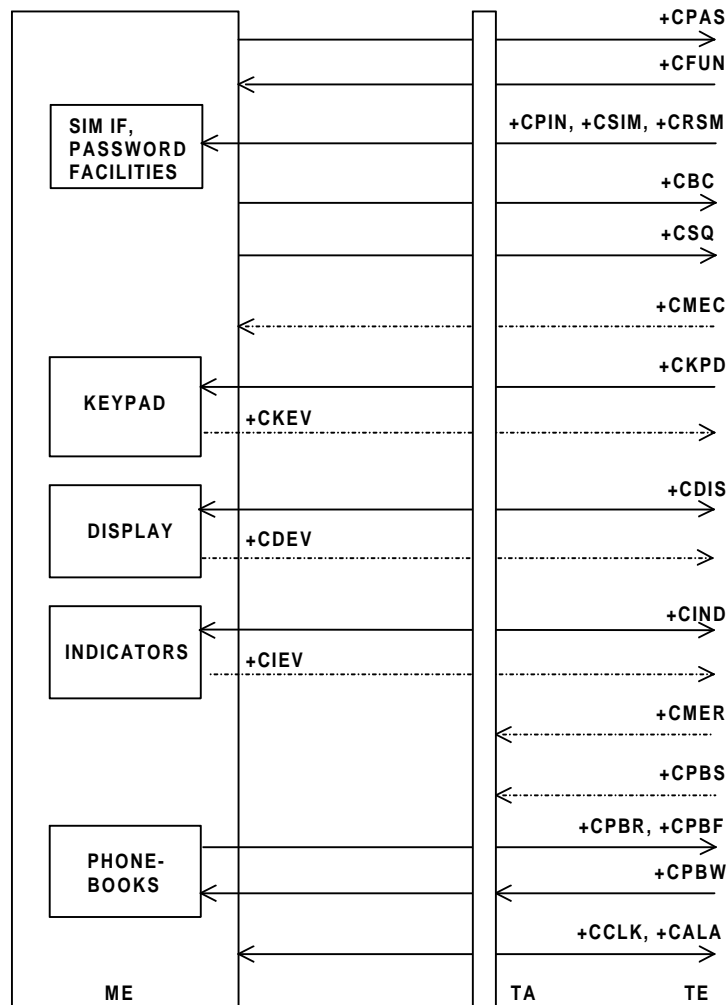 +CPAS
+CFUN
SIM IF,
PASSWORD
FACILITIES
+CPIN, +CSIM, +CRSM
+CBC
+CSQ
+CMEC
+CKPD
KEYPAD
+CKEV
+CDIS
DISPLAY
+CDEV
+CIND
INDICATORS
+CIEV
+CMER
+CPBS
+CPBR, +CPBF
PHONE-
BOOKS
+CPBW
+CCLK, +CALA
ME TA TE